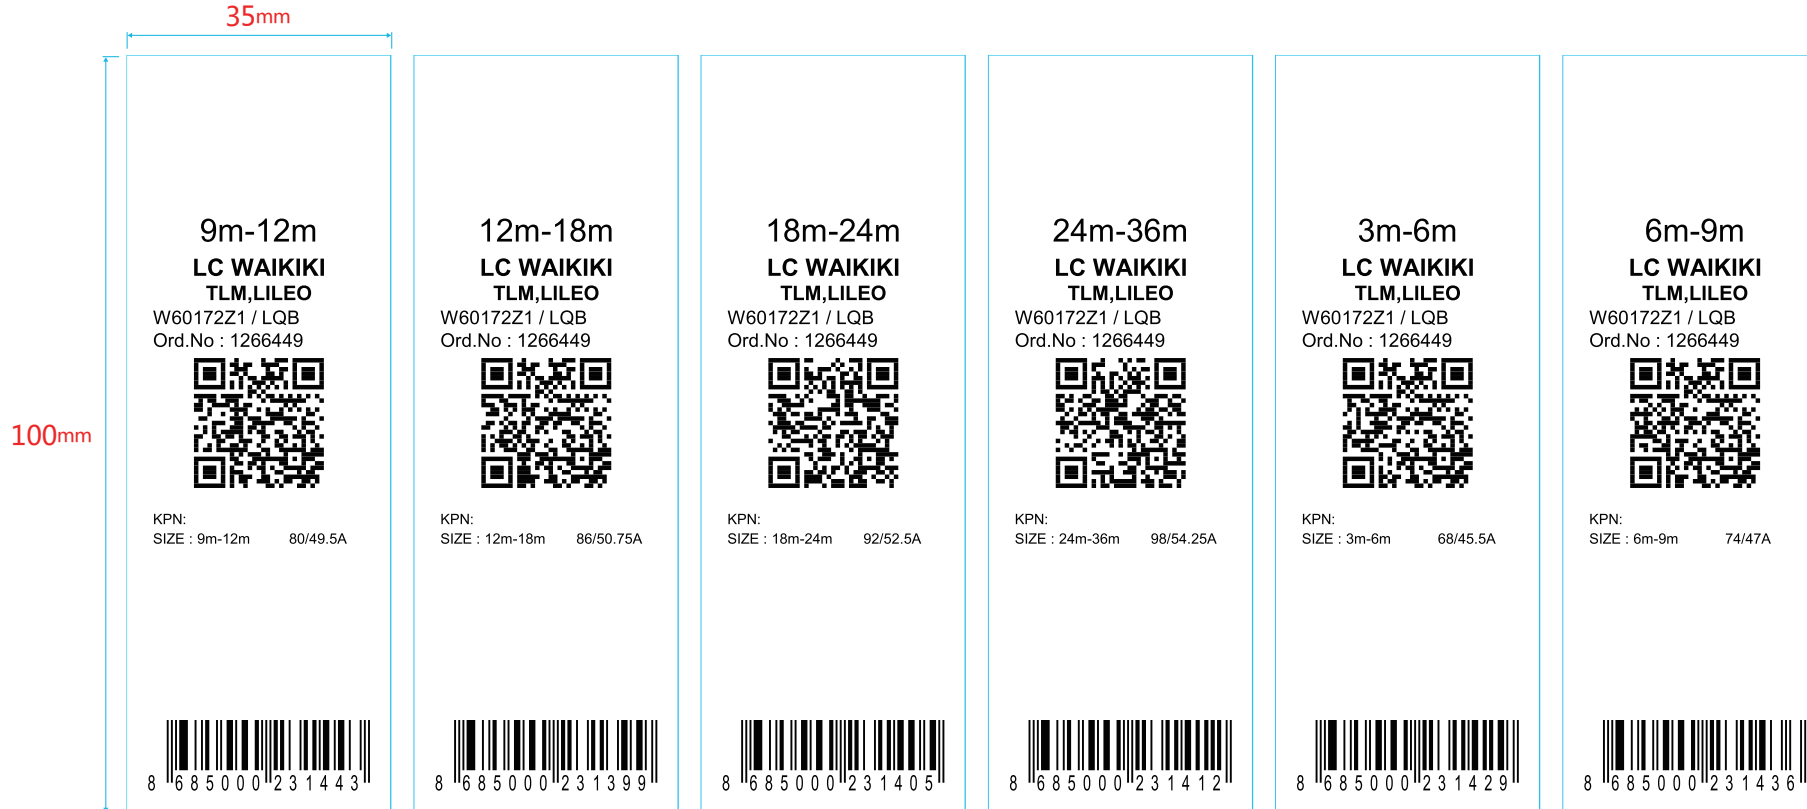 35mm
100mm
9m-12m
LC WAIKIKI
TLM,LILEO
W60172Z1 / LQB
Ord.No : 1266449
KPN:
SIZE : 9m-12m 80/49.5A
8 685000 231443
12m-18m
LC WAIKIKI
TLM,LILEO
W60172Z1 / LQB
Ord.No : 1266449
KPN:
SIZE : 12m-18m 86/50.75A
8 685000 231399
18m-24m
LC WAIKIKI
TLM,LILEO
W60172Z1 / LQB
Ord.No : 1266449
KPN:
SIZE : 18m-24m 92/52.5A
8 685000 231405
24m-36m
LC WAIKIKI
TLM,LILEO
W60172Z1 / LQB
Ord.No : 1266449
KPN:
SIZE : 24m-36m 98/54.25A
8 685000 231412
3m-6m
LC WAIKIKI
TLM,LILEO
W60172Z1 / LQB
Ord.No : 1266449
KPN:
SIZE : 3m-6m 68/45.5A
8 685000 231429
6m-9m
LC WAIKIKI
TLM,LILEO
W60172Z1 / LQB
Ord.No : 1266449
KPN:
SIZE : 6m-9m 74/47A
8 685000 231436